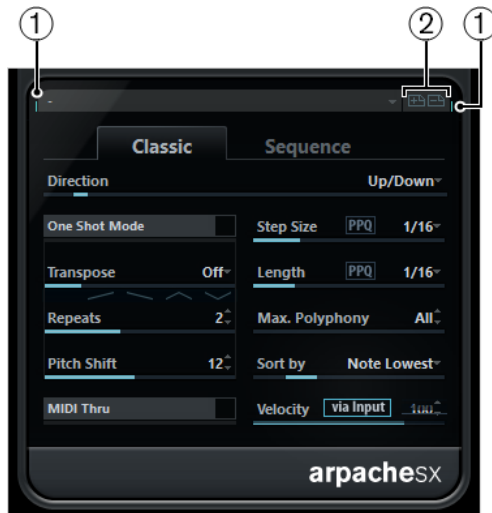 1 2 1
-
Classic Sequence
Direction Up/Down
One Shot Mode Step Size PPQ 1/16
Transpose Off Length PPQ 1/16
Repeats 2 Max. Polyphony All
Pitch Shift 12 Sort by Note Lowest
MIDI Thru Velocity via Input 100
arpachesx